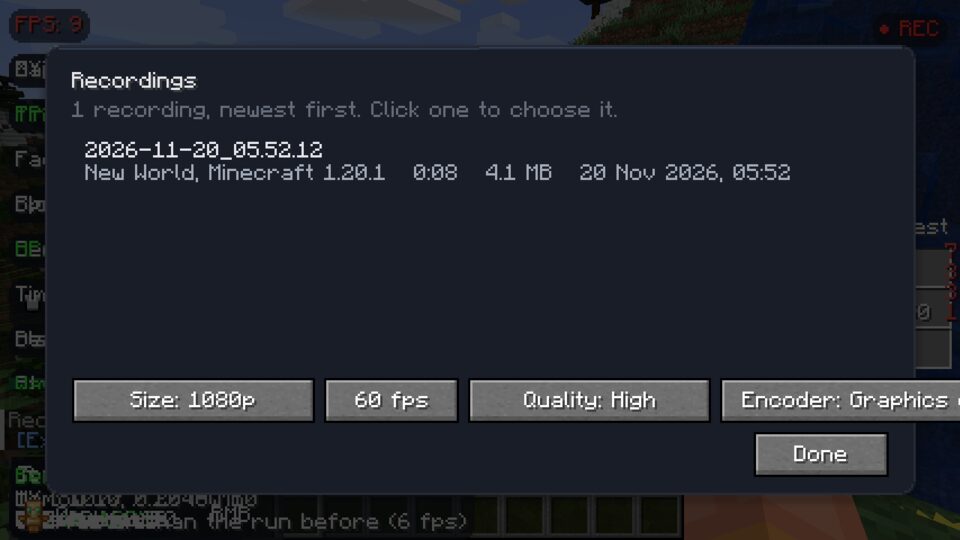 FPS: 9
REC
Recordings
1 recording, newest first. Click one to choose it.
2026-11-20_05.52.12
New World, Minecraft 1.20.1 0:08 4.1 MB 20 Nov 2026, 05:52
Size: 1080p
60 fps
Quality: High
Encoder: Graphics
Done
run before (6 fps)